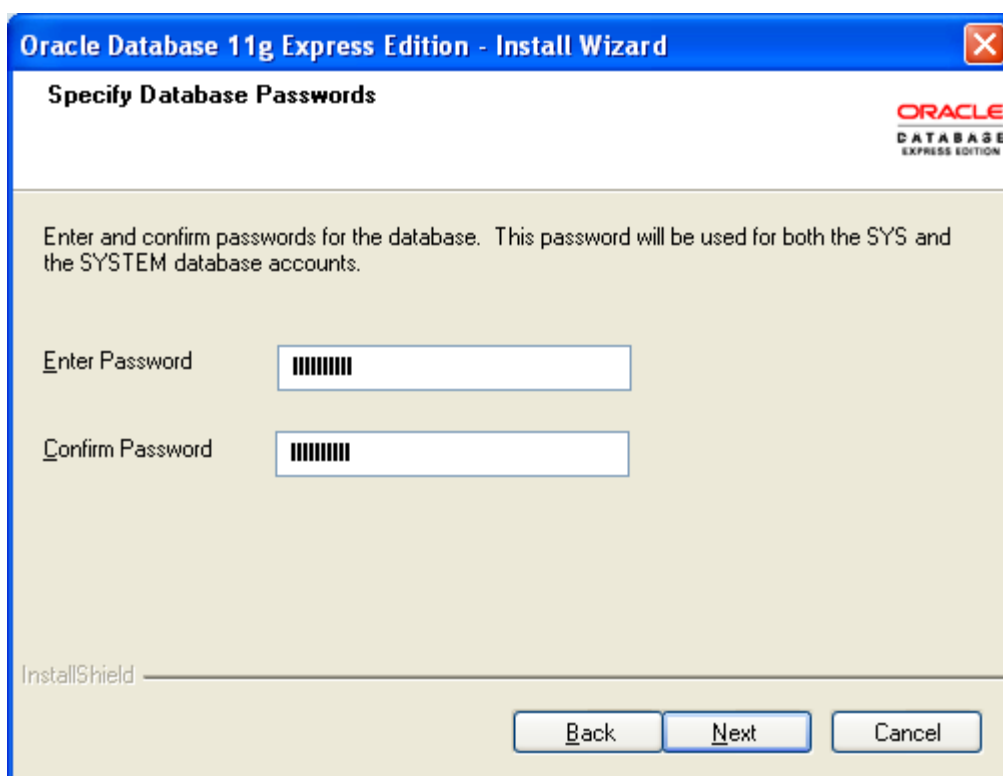 Oracle Database 11g Express Edition - Install Wizard
Specify Database Passwords
ORACLE
DATABASE
EXPRESS EDITION
Enter and confirm passwords for the database. This password will be used for both the SYS and
the SYSTEM database accounts.
Enter Password
Confirm Password
InstallShield
Back Next Cancel